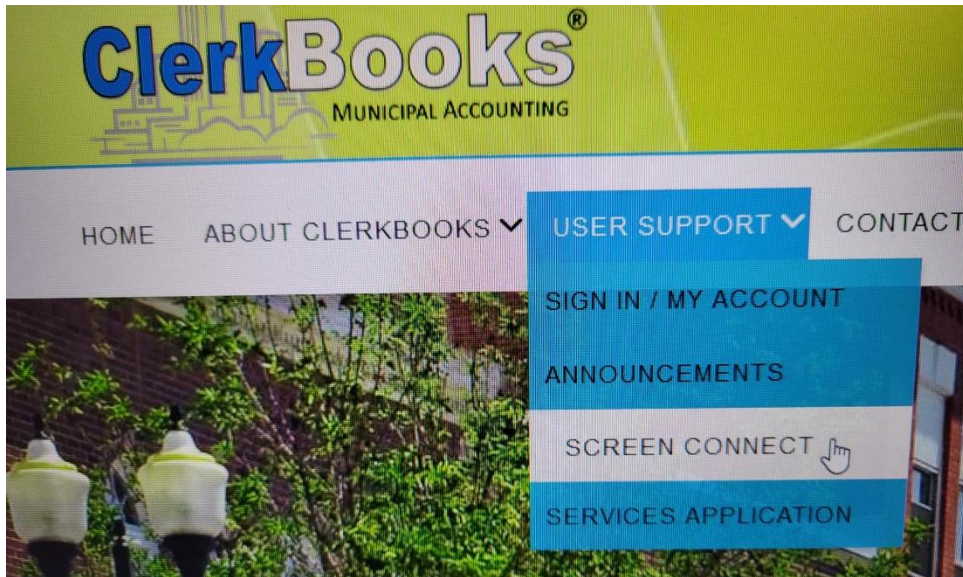 ClerkBooks®
MUNICIPAL ACCOUNTING
HOME ABOUT CLERKBOOKS USER SUPPORT CONTACT
SIGN IN / MY ACCOUNT
ANNOUNCEMENTS
SCREEN CONNECT
SERVICES APPLICATION